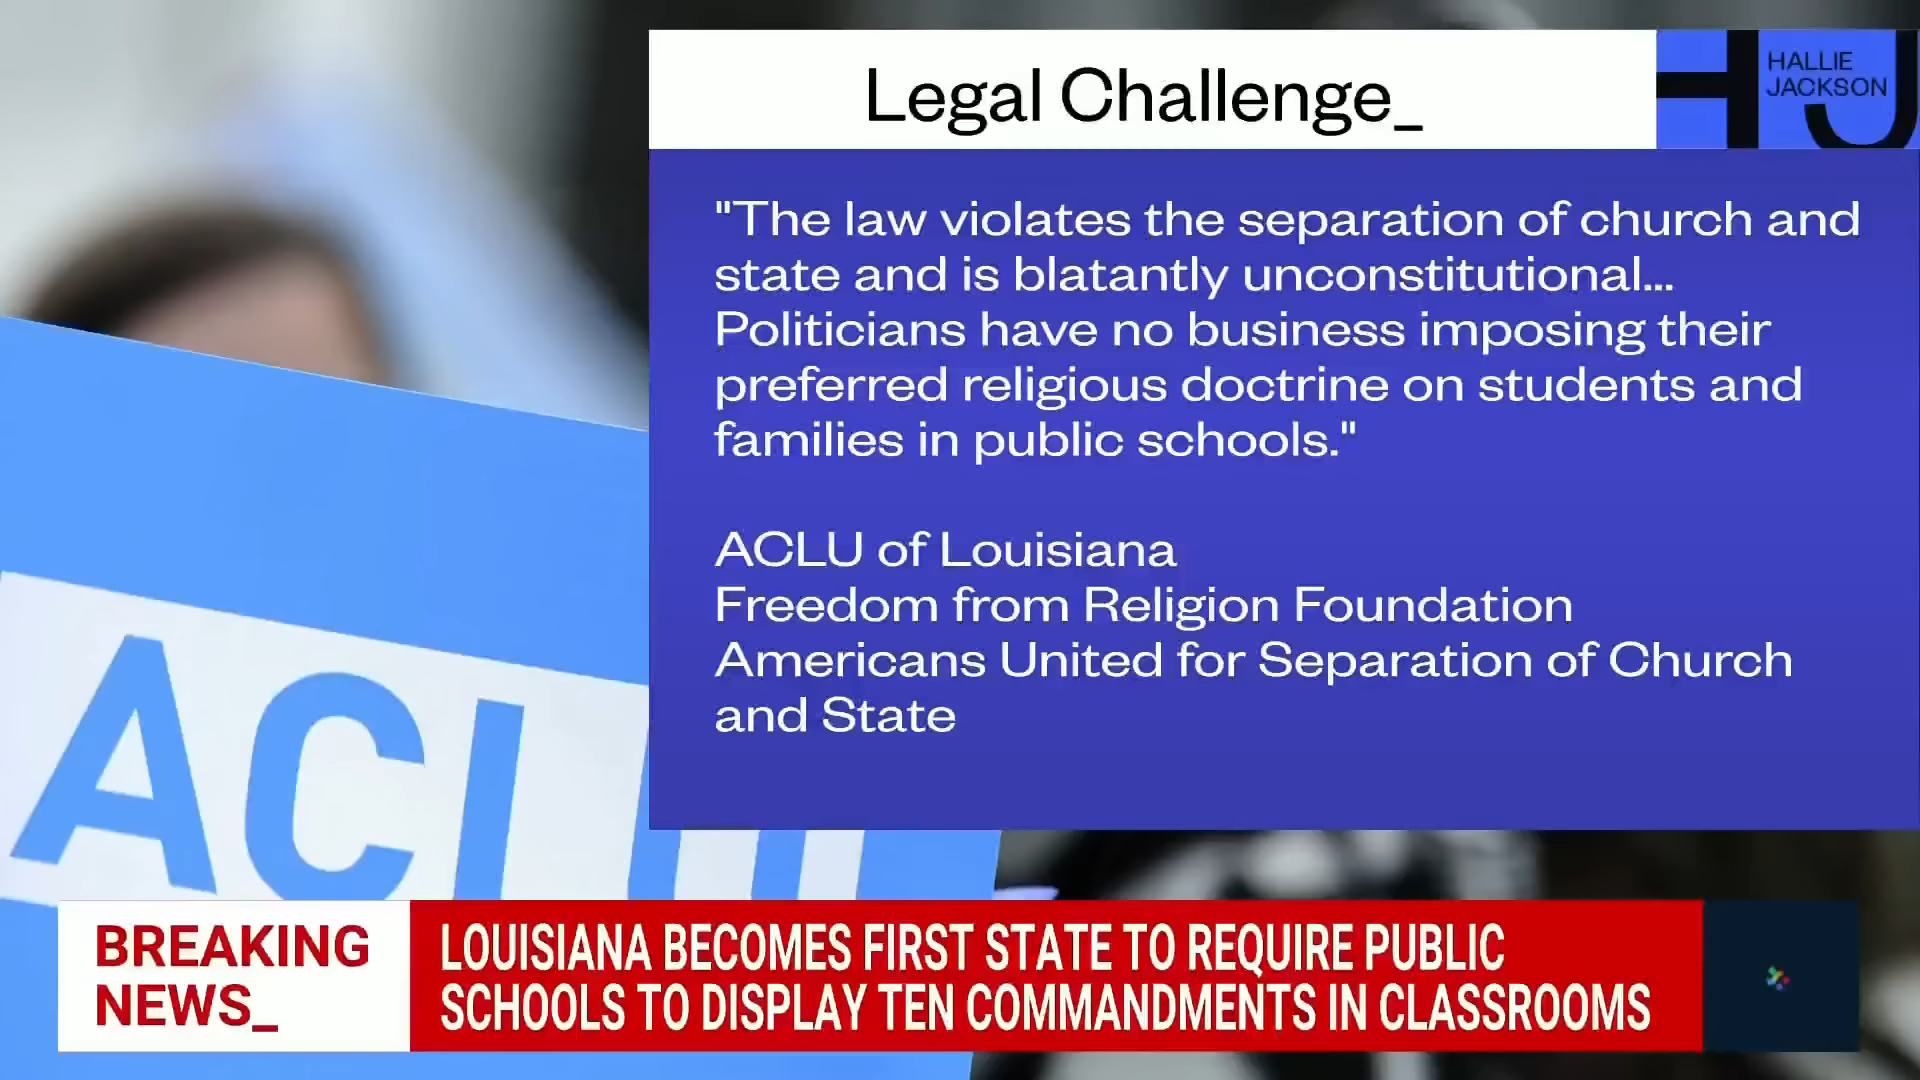 Legal Challenge_
HALLIE
JACKSON
"The law violates the separation of church and
state and is blatantly unconstitutional...
Politicians have no business imposing their
preferred religious doctrine on students and
families in public schools."
ACLU of Louisiana
Freedom from Religion Foundation
Americans United for Separation of Church
and State
ACLU
BREAKING
NEWS_
LOUISIANA BECOMES FIRST STATE TO REQUIRE PUBLIC
SCHOOLS TO DISPLAY TEN COMMANDMENTS IN CLASSROOMS